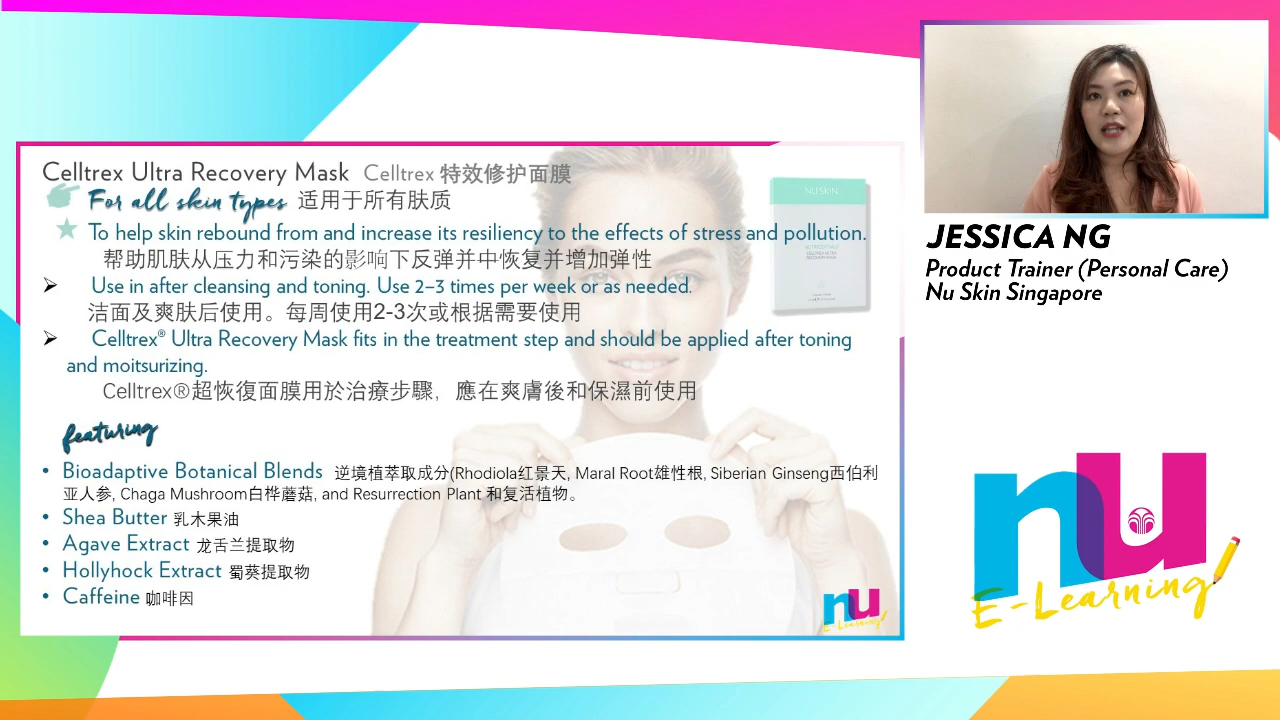 Celltrex Ultra Recovery Mask Celltrex 特效修护面膜
For all skin types 适用于所有肤质
To help skin rebound from and increase its resiliency to the effects of stress and pollution.
帮助肌肤从压力和污染的影响下反弹并中恢复并增加弹性
Use in after cleansing and toning. Use 2–3 times per week or as needed.
洁面及爽肤后使用。每周使用2-3次或根据需要使用
Celltrex® Ultra Recovery Mask fits in the treatment step and should be applied after toning
and moitsurizing.
Celltrex®超恢復面膜用於治療步驟，應在爽膚後和保濕前使用
featuring
• Bioadaptive Botanical Blends 逆境植萃取成分(Rhodiola红景天, Maral Root雄性根, Siberian Ginseng西伯利
亚人参, Chaga Mushroom白桦蘑菇, and Resurrection Plant 和复活植物。
• Shea Butter 乳木果油
• Agave Extract 龙舌兰提取物
• Hollyhock Extract 蜀葵提取物
• Caffeine 咖啡因
NU SKIN
CELLTREX ULTRA
RECOVERY MASK
nu
E-Learning
JESSICA NG
Product Trainer (Personal Care)
Nu Skin Singapore
nu
E-Learning